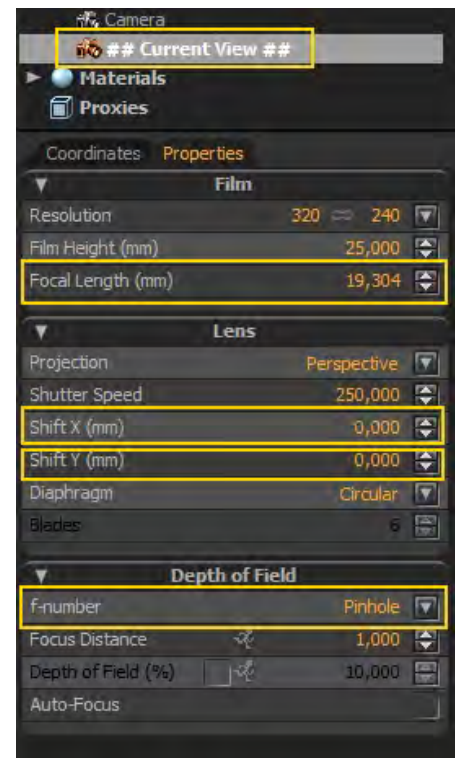 Camera
## Current View ##
Materials
Proxies
Coordinates Properties
Film
Resolution 320 240
Film Height (mm) 25,000
Focal Length (mm) 19,304
Lens
Projection Perspective
Shutter Speed 250,000
Shift X (mm) 0,000
Shift Y (mm) 0,000
Diaphragm Circular
Blades 6
Depth of Field
f-number Pinhole
Focus Distance 1,000
Depth of Field (%) 10,000
Auto-Focus